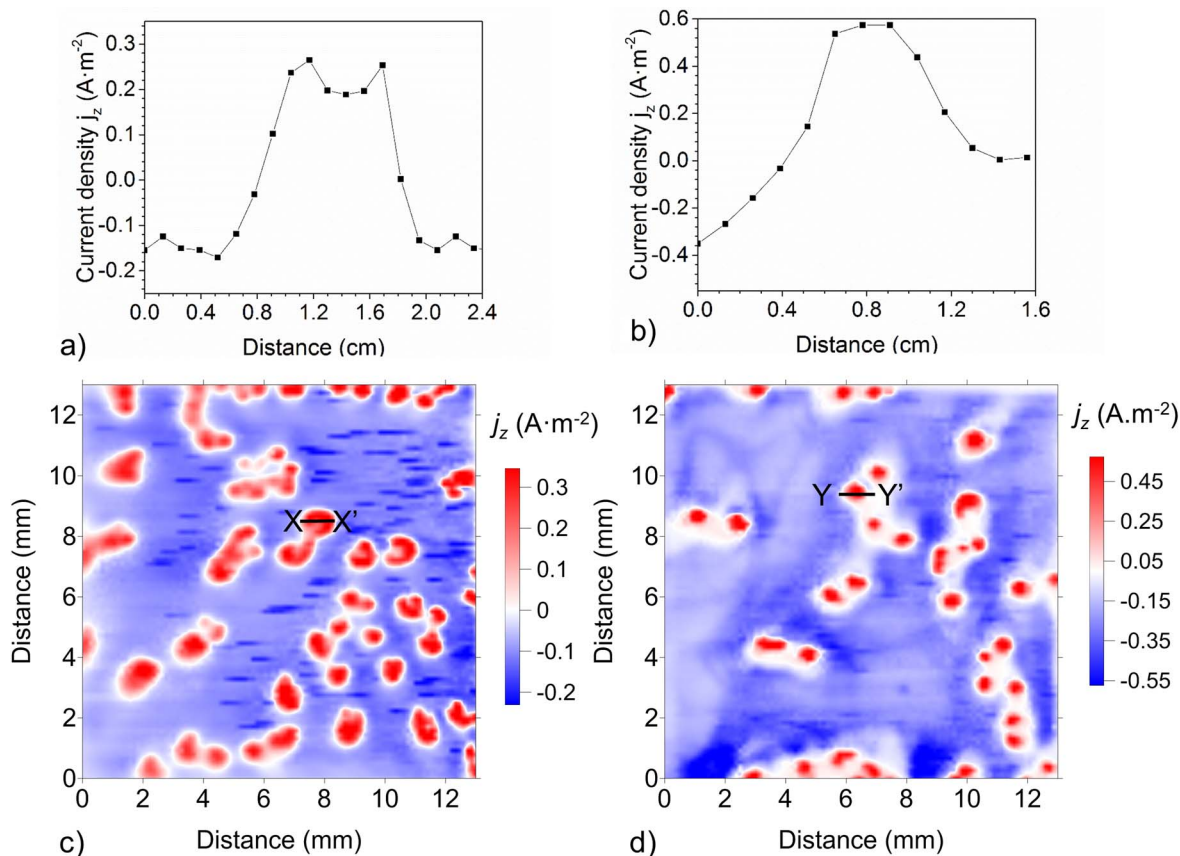 Current density j_z (A·m⁻²)
0.3
0.2
0.1
0.0
-0.1
-0.2
0.0 0.4 0.8 1.2 1.6 2.0 2.4
Distance (cm)
a)
Current density j_z (A·m⁻²)
0.6
0.4
0.2
0.0
-0.2
-0.4
0.0 0.4 0.8 1.2 1.6
Distance (cm)
b)
Distance (mm)
12
10
8
6
4
2
0
0 2 4 6 8 10 12
Distance (mm)
c)
X X'
j_z (A·m⁻²)
0.3
0.2
0.1
0
-0.1
-0.2
Distance (mm)
12
10
8
6
4
2
0
0 2 4 6 8 10 12
Distance (mm)
d)
Y Y'
j_z (A.m⁻²)
0.45
0.25
0.05
-0.15
-0.35
-0.55